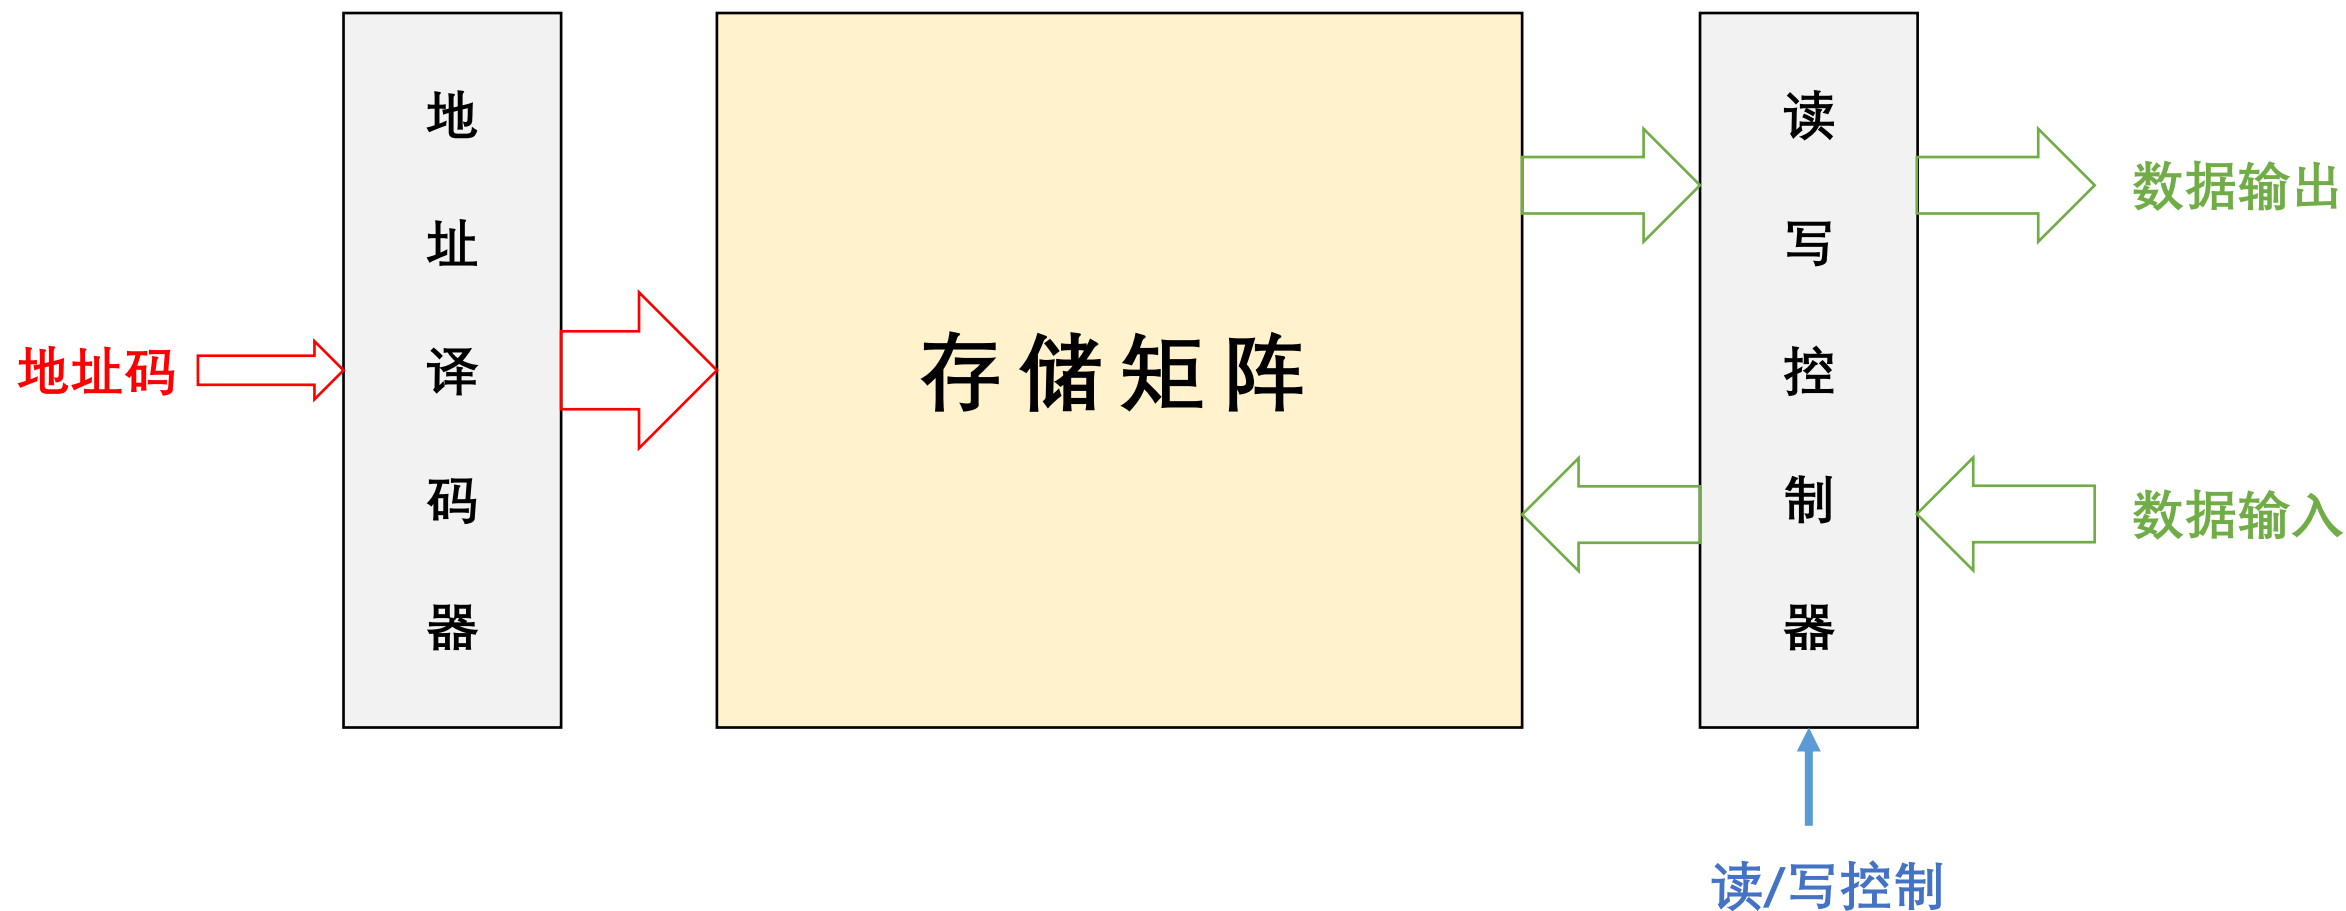 地址码
地址译码器
存储矩阵
读写控制器
数据输出
数据输入
读/写控制